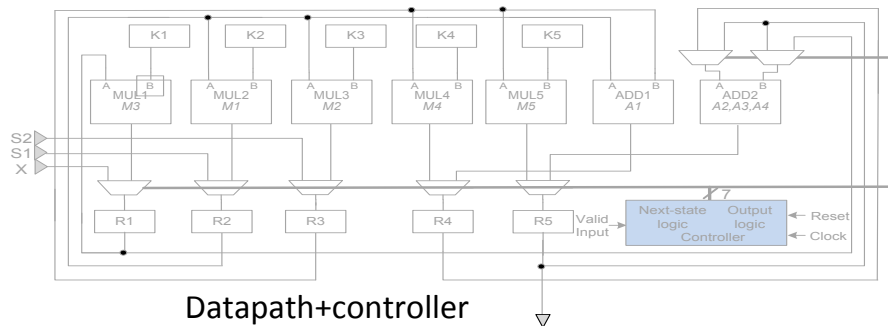 K1 K2 K3 K4 K5
A B A B A B A B A B A B A B
MUL1 MUL2 MUL3 MUL4 MUL5 ADD1 ADD2
M3 M1 M2 M4 M5 A1 A2,A3,A4
S2
S1
X
7
R1 R2 R3 R4 R5
Valid
Input
Next-state
logic
Output
logic
Controller
Reset
Clock
Datapath+controller